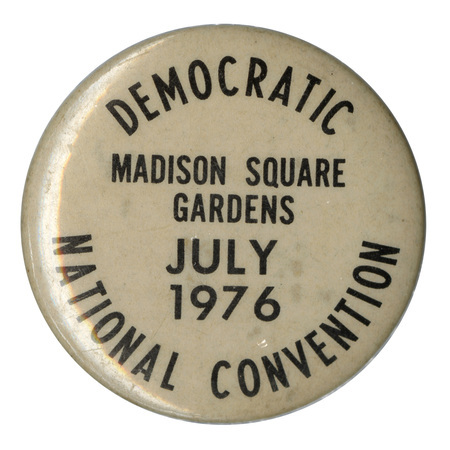 DEMOCRATIC
MADISON SQUARE
GARDENS
JULY
1976
NATIONAL CONVENTION